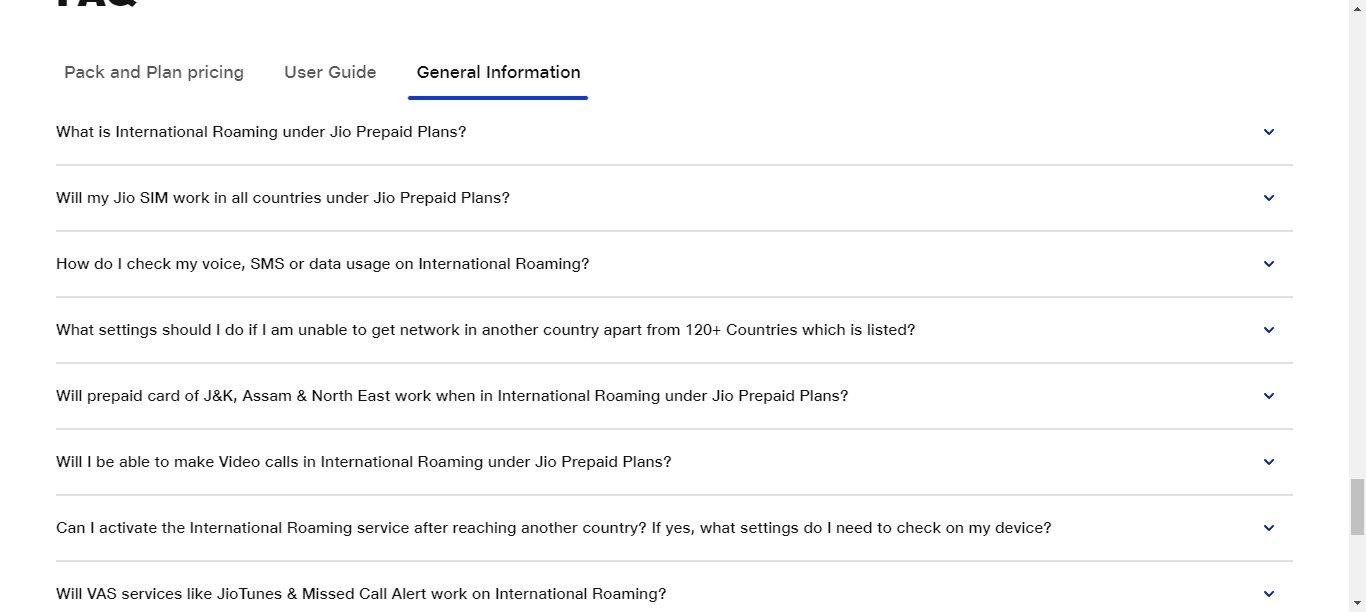 FAQ
Pack and Plan pricing
User Guide
General Information
What is International Roaming under Jio Prepaid Plans?
Will my Jio SIM work in all countries under Jio Prepaid Plans?
How do I check my voice, SMS or data usage on International Roaming?
What settings should I do if I am unable to get network in another country apart from 120+ Countries which is listed?
Will prepaid card of J&K, Assam & North East work when in International Roaming under Jio Prepaid Plans?
Will I be able to make Video calls in International Roaming under Jio Prepaid Plans?
Can I activate the International Roaming service after reaching another country? If yes, what settings do I need to check on my device?
Will VAS services like JioTunes & Missed Call Alert work on International Roaming?